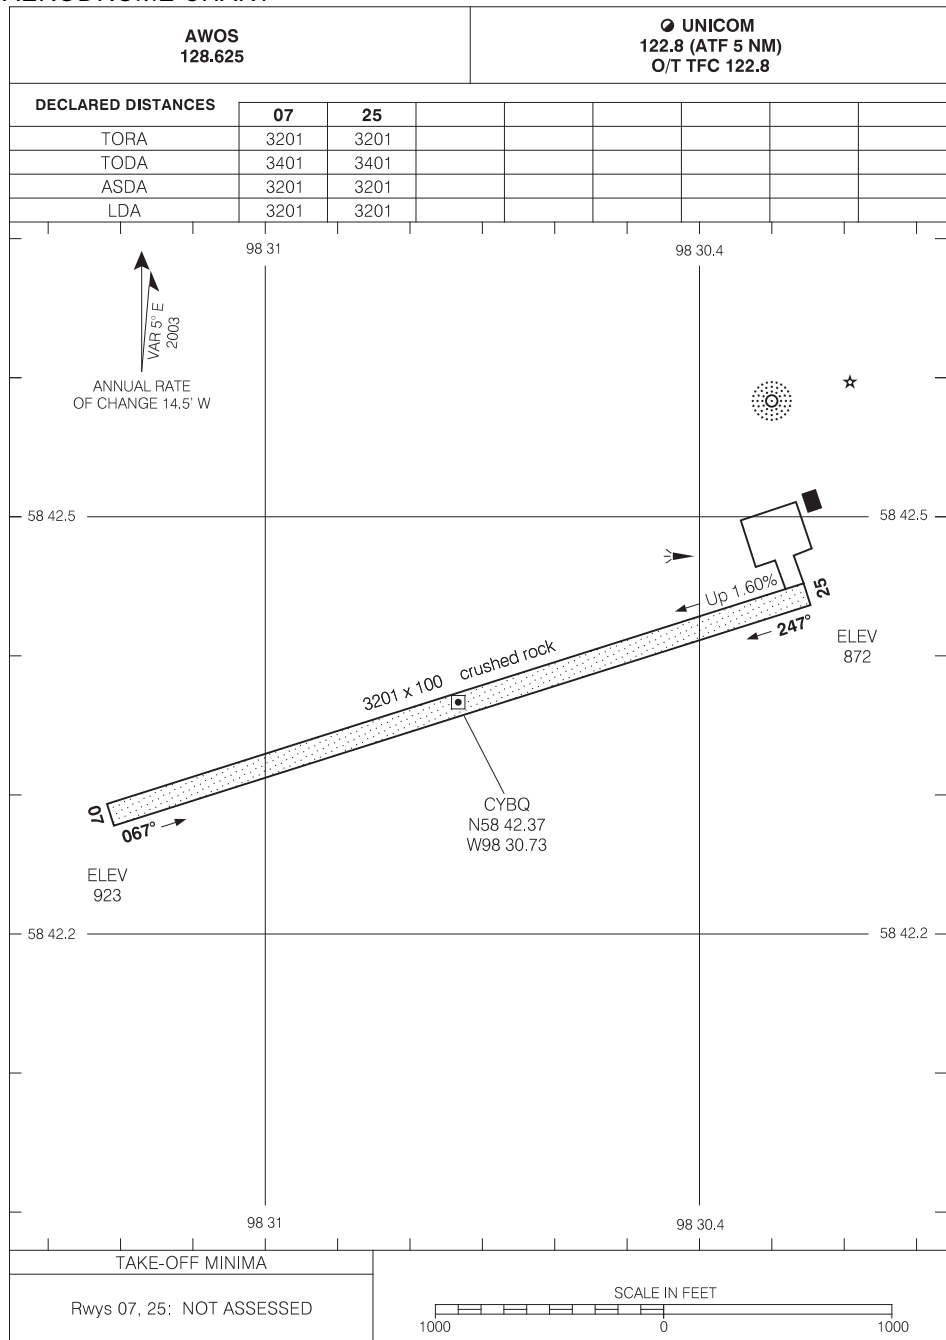 AWOS
128.625
UNICOM
122.8 (ATF 5 NM)
O/T TFC 122.8
DECLARED DISTANCES 07 25
TORA 3201 3201
TODA 3401 3401
ASDA 3201 3201
LDA 3201 3201
98 31 98 30.4
VAR 5° E
2003
ANNUAL RATE
OF CHANGE 14.5' W
58 42.5 58 42.5
Up 1.60%
25
247°
ELEV
872
3201 x 100 crushed rock
07
067°
CYBQ
N58 42.37
W98 30.73
ELEV
923
58 42.2 58 42.2
98 31 98 30.4
TAKE-OFF MINIMA
Rwys 07, 25: NOT ASSESSED
SCALE IN FEET
1000 0 1000